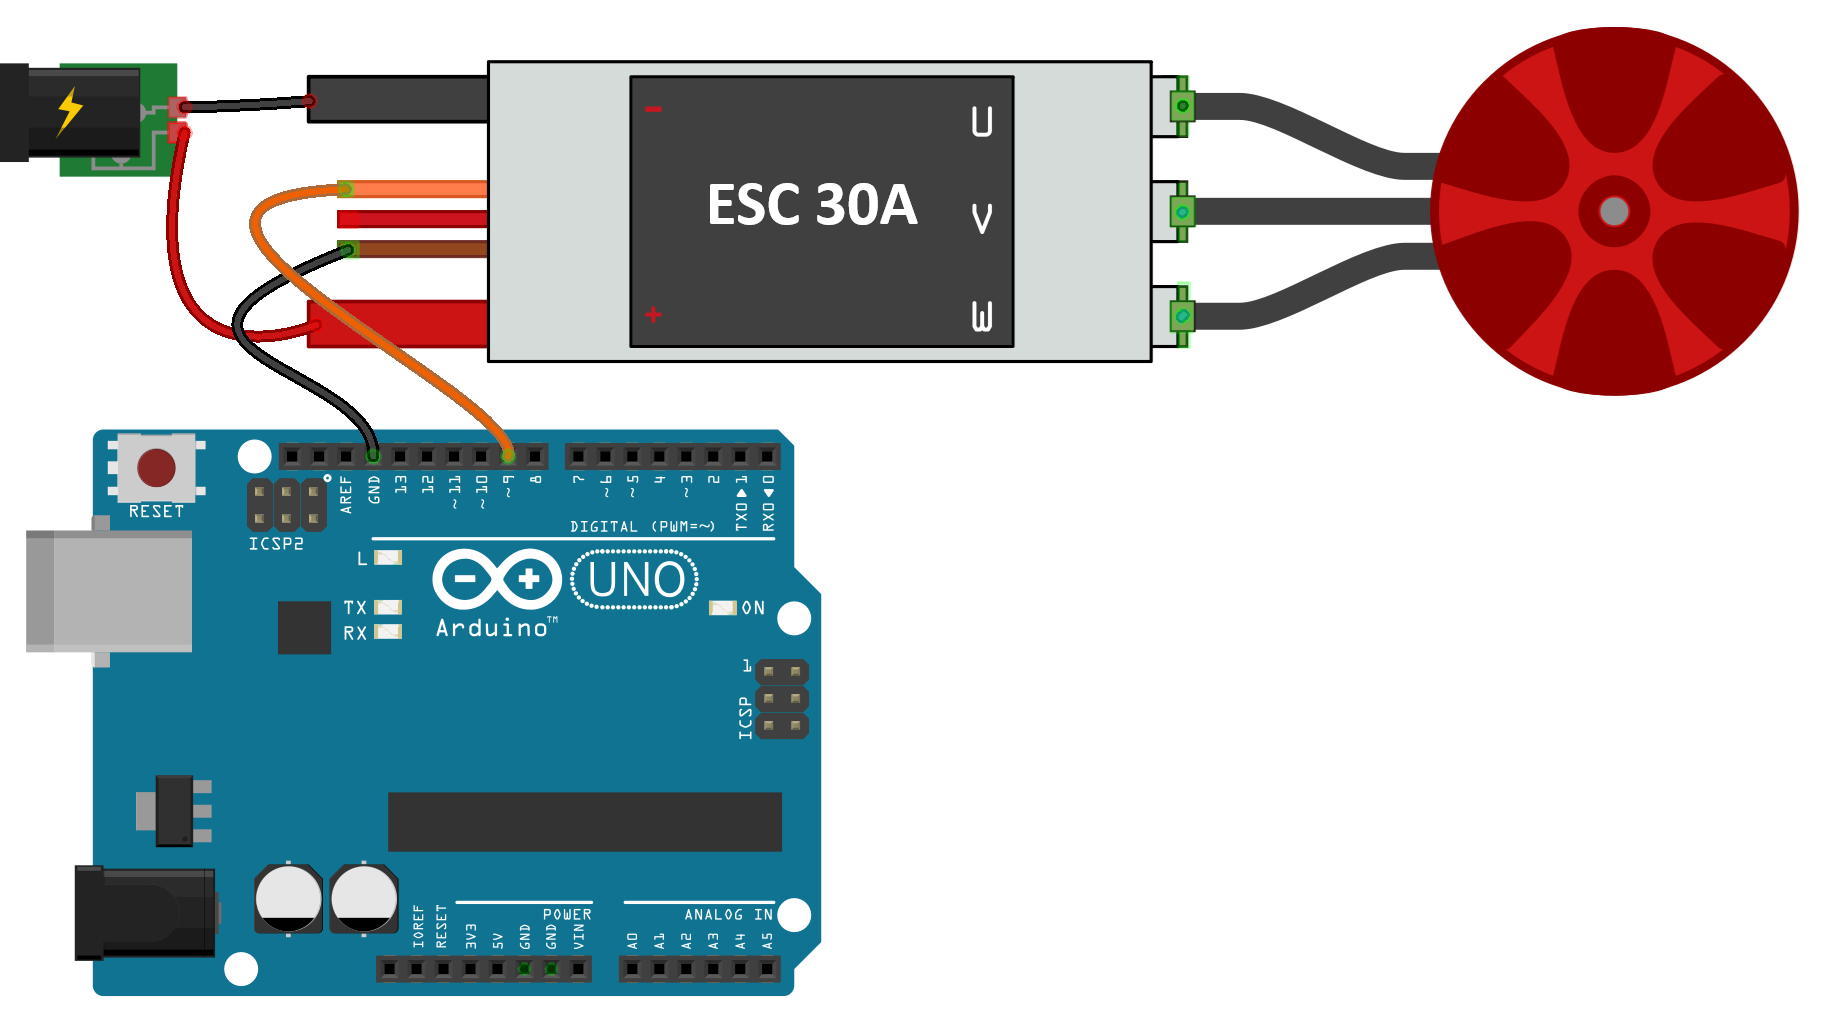 -
U
ESC 30A
V
+
W
RESET
ICSP2
AREF
GND
13
12
~11
~10
~9
8
7
~6
~5
4
~3
2
TX0▶1
RX0◀0
DIGITAL (PWM=~)
L
TX
RX
- +
Arduino™
UNO
ON
1
ICSP
POWER
ANALOG IN
IOREF
RESET
3V3
5V
GND
GND
VIN
A0
A1
A2
A3
A4
A5